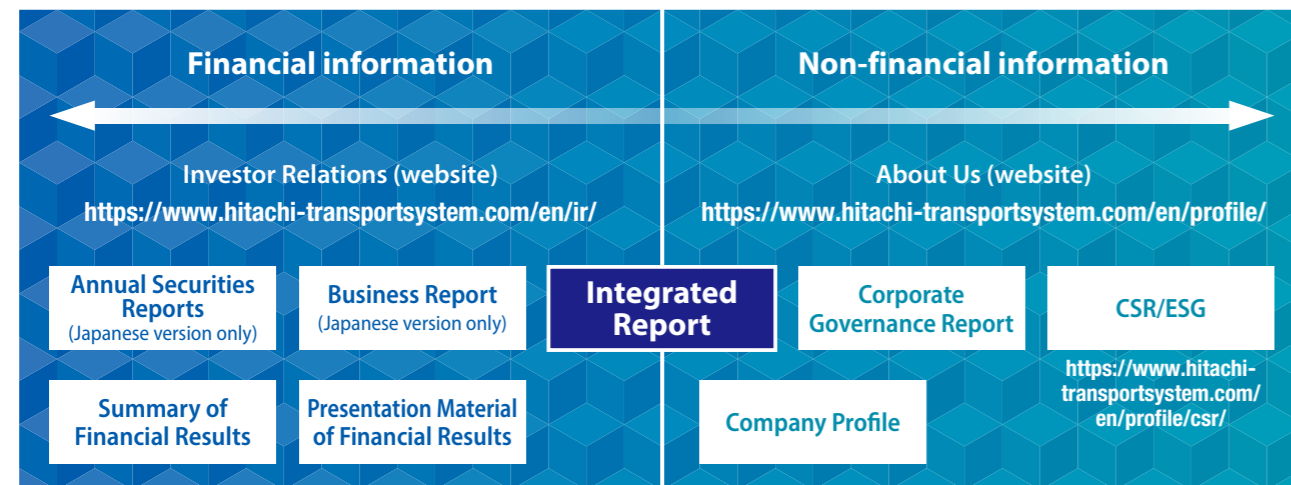 Financial information
Investor Relations (website)
https://www.hitachi-transportsystem.com/en/ir/
Annual Securities
Reports
(Japanese version only)
Business Report
(Japanese version only)
Summary of
Financial Results
Presentation Material
of Financial Results
Integrated
Report
Non-financial information
About Us (website)
https://www.hitachi-transportsystem.com/en/profile/
Corporate
Governance Report
CSR/ESG
https://www.hitachi-
transportsystem.com/
en/profile/csr/
Company Profile